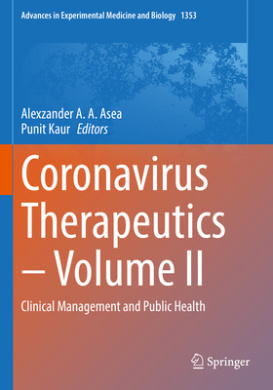 Advances in Experimental Medicine and Biology 1353
Alexzander A. A. Asea
Punit Kaur Editors
Coronavirus
Therapeutics
– Volume II
Clinical Management and Public Health
Springer